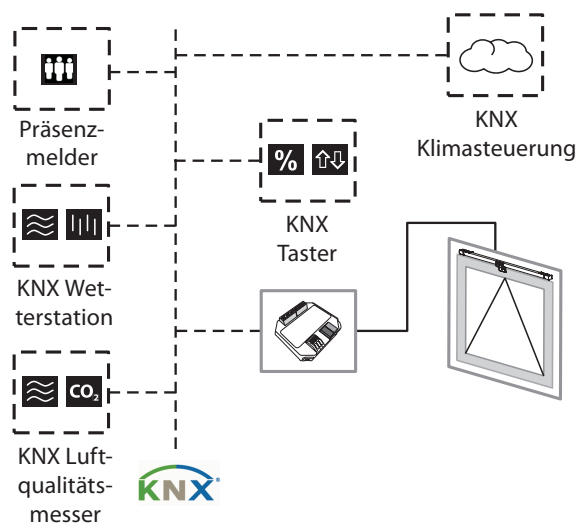 Präsenz-
melder
KNX
Klimasteuerung
%
KNX
Taster
KNX Wet-
terstation
CO₂
KNX Luft-
qualitäts-
messer
KNX